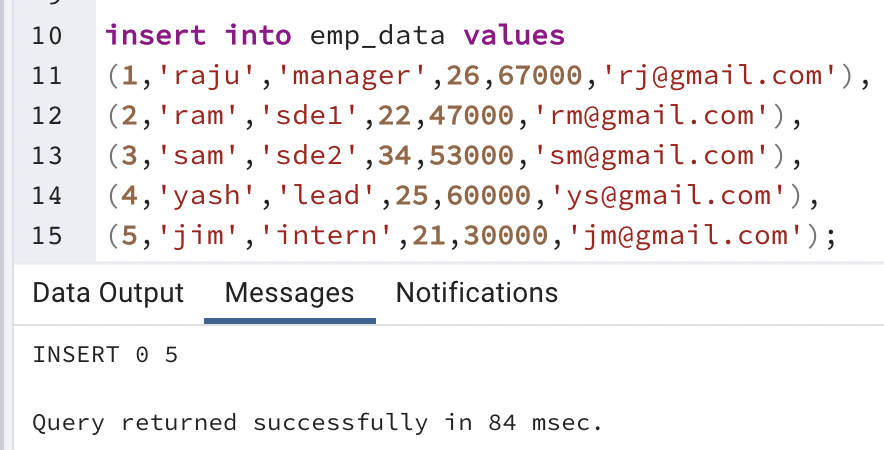 10 insert into emp_data values
11 (1,'raju','manager',26,67000,'rj@gmail.com'),
12 (2,'ram','sde1',22,47000,'rm@gmail.com'),
13 (3,'sam','sde2',34,53000,'sm@gmail.com'),
14 (4,'yash','lead',25,60000,'ys@gmail.com'),
15 (5,'jim','intern',21,30000,'jm@gmail.com');
Data Output Messages Notifications
INSERT 0 5
Query returned successfully in 84 msec.